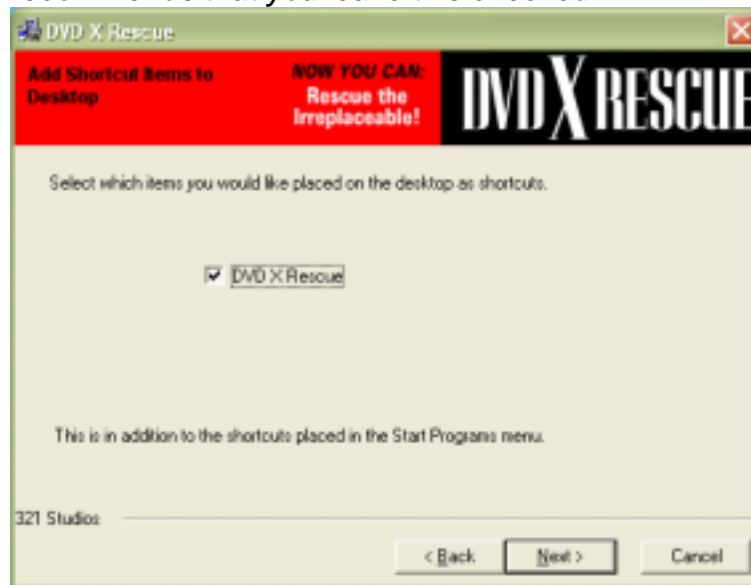 DVD X Rescue
Add Shortcut Items to
Desktop
NOW YOU CAN:
Rescue the
Irreplaceable!
DVD X RESCUE
Select which items you would like placed on the desktop as shortcuts.
DVD X Rescue
This is in addition to the shortcuts placed in the Start Programs menu.
321 Studios
< Back
Next >
Cancel